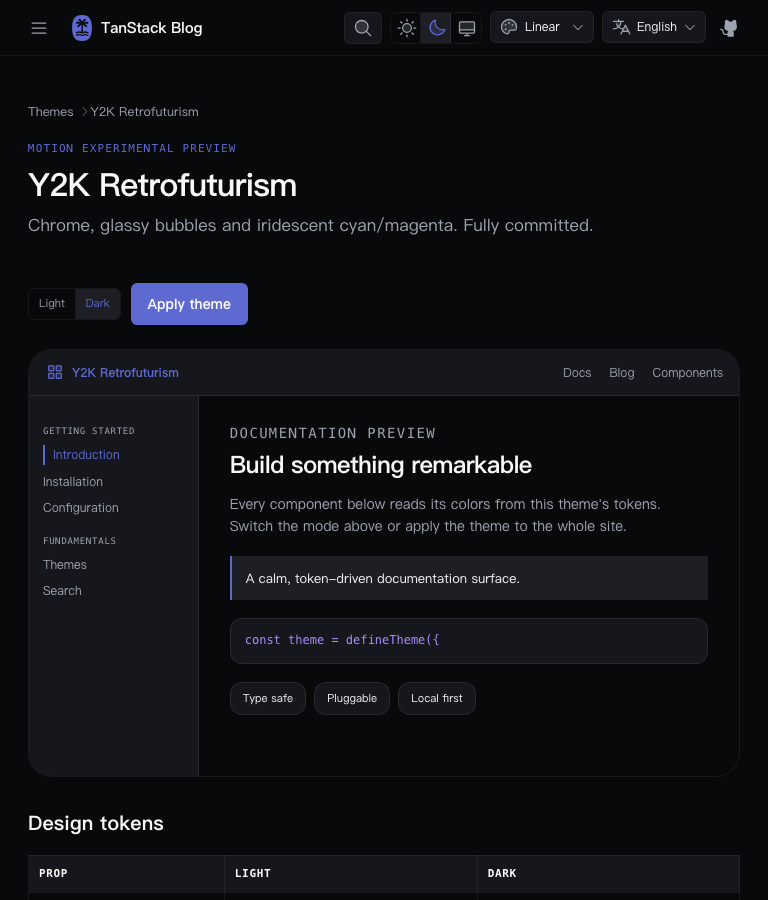 TanStack Blog
Linear
English
Themes
Y2K Retrofuturism
MOTION EXPERIMENTAL PREVIEW
Y2K Retrofuturism
Chrome, glassy bubbles and iridescent cyan/magenta. Fully committed.
Light
Dark
Apply theme
Y2K Retrofuturism
Docs
Blog
Components
GETTING STARTED
Introduction
Installation
Configuration
FUNDAMENTALS
Themes
Search
DOCUMENTATION PREVIEW
Build something remarkable
Every component below reads its colors from this theme's tokens.
Switch the mode above or apply the theme to the whole site.
A calm, token-driven documentation surface.
const theme = defineTheme({
Type safe
Pluggable
Local first
Design tokens
PROP
LIGHT
DARK